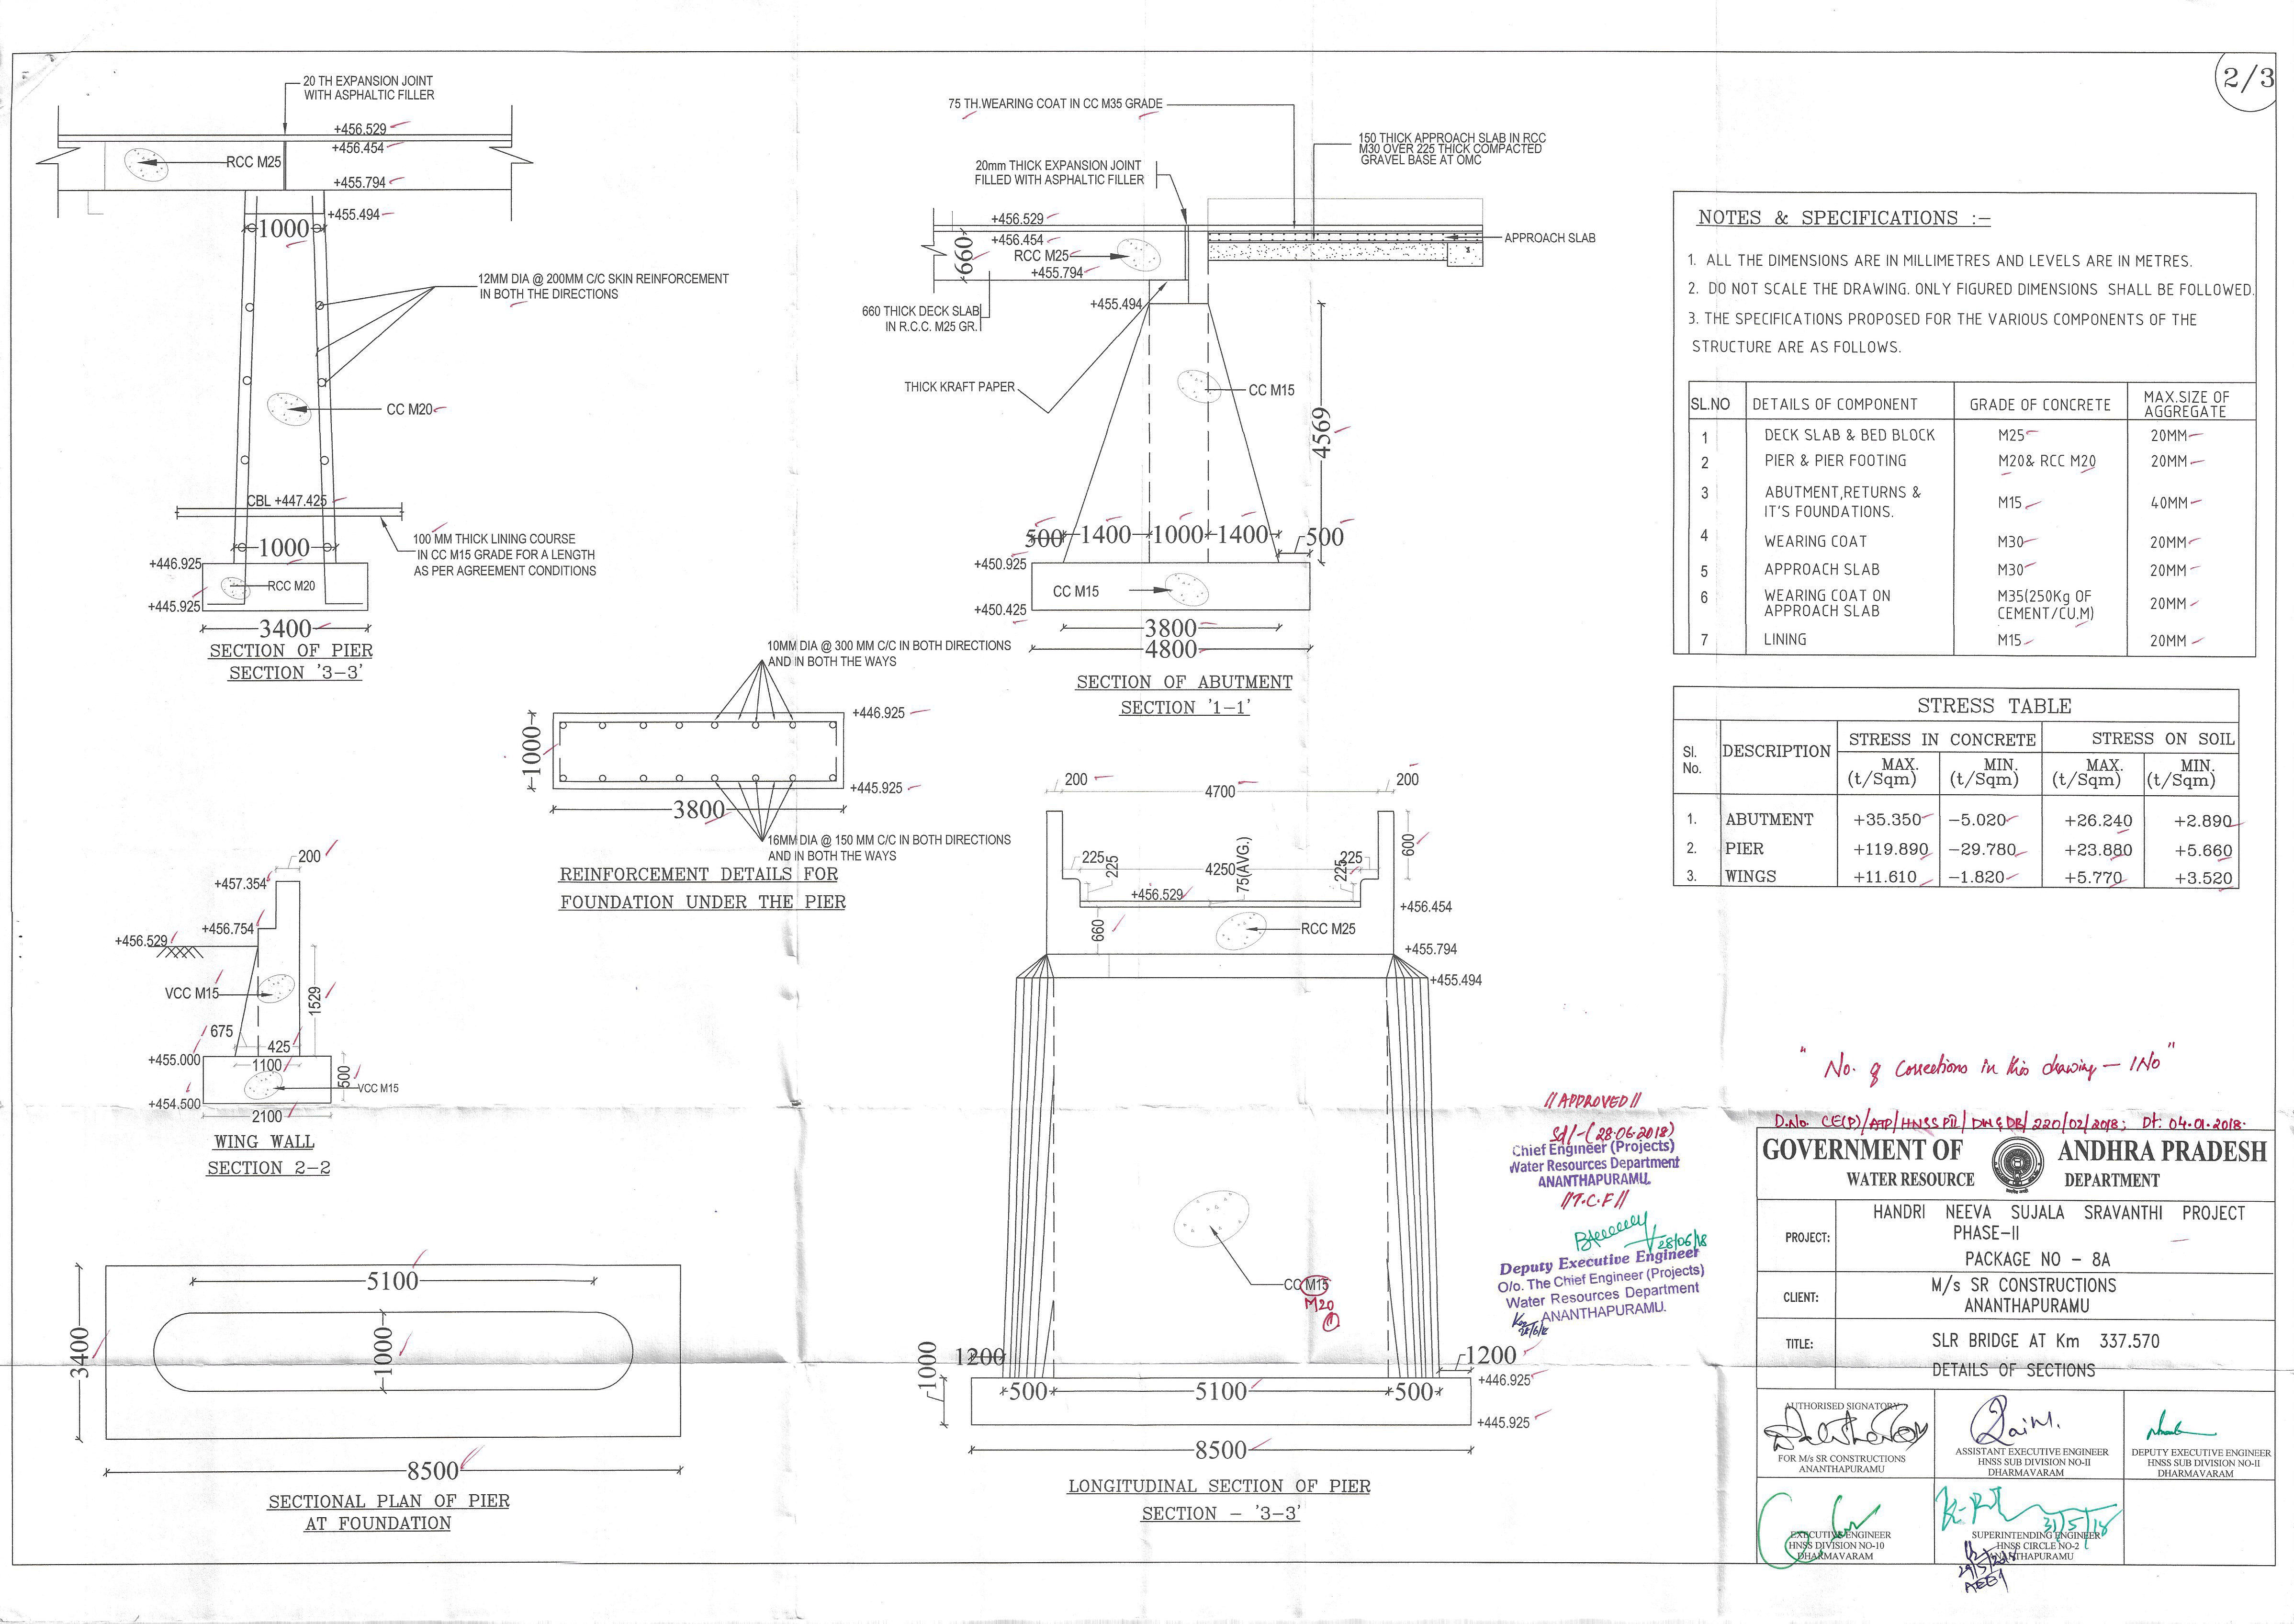 2/3
20 TH EXPANSION JOINT
WITH ASPHALTIC FILLER
+456.529
+456.454
RCC M25
+455.794
+455.494
1000
12MM DIA @ 200MM C/C SKIN REINFORCEMENT
IN BOTH THE DIRECTIONS
CC M20
CBL +447.425
100 MM THICK LINING COURSE
IN CC M15 GRADE FOR A LENGTH
AS PER AGREEMENT CONDITIONS
1000
+446.925
RCC M20
+445.925
3400
SECTION OF PIER
SECTION '3-3'
75 TH.WEARING COAT IN CC M35 GRADE
150 THICK APPROACH SLAB IN RCC
M30 OVER 225 THICK COMPACTED
GRAVEL BASE AT OMC
20mm THICK EXPANSION JOINT
FILLED WITH ASPHALTIC FILLER
+456.529
+456.454
660
RCC M25
+455.794
APPROACH SLAB
+455.494
660 THICK DECK SLAB
IN R.C.C. M25 GR.
THICK KRAFT PAPER
CC M15
4569
500 1400 1000 1400 500
+450.925
CC M15
+450.425
3800
4800
SECTION OF ABUTMENT
SECTION '1-1'
10MM DIA @ 300 MM C/C IN BOTH DIRECTIONS
AND IN BOTH THE WAYS
+446.925
1000
+445.925
3800
16MM DIA @ 150 MM C/C IN BOTH DIRECTIONS
AND IN BOTH THE WAYS
REINFORCEMENT DETAILS FOR
FOUNDATION UNDER THE PIER
200
+457.354
+456.754
+456.529
VCC M15
1529
675
425
+455.000
1100
500
VCC M15
+454.500
2100
WING WALL
SECTION 2-2
5100
1000
3400
8500
SECTIONAL PLAN OF PIER
AT FOUNDATION
200 4700 200
600
225 225 4250 75(AVG.) 225 225
+456.529
+456.454
660
RCC M25
+455.794
+455.494
CC M15
M20
1
1000
1200 1200
+446.925
500 5100 500
+445.925
8500
LONGITUDINAL SECTION OF PIER
SECTION - '3-3'
NOTES & SPECIFICATIONS :-
1. ALL THE DIMENSIONS ARE IN MILLIMETRES AND LEVELS ARE IN METRES.
2. DO NOT SCALE THE DRAWING. ONLY FIGURED DIMENSIONS SHALL BE FOLLOWED.
3. THE SPECIFICATIONS PROPOSED FOR THE VARIOUS COMPONENTS OF THE
STRUCTURE ARE AS FOLLOWS.
SL.NO DETAILS OF COMPONENT GRADE OF CONCRETE MAX.SIZE OF AGGREGATE
1 DECK SLAB & BED BLOCK M25 20MM
2 PIER & PIER FOOTING M20& RCC M20 20MM
3 ABUTMENT,RETURNS & IT'S FOUNDATIONS. M15 40MM
4 WEARING COAT M30 20MM
5 APPROACH SLAB M30 20MM
6 WEARING COAT ON APPROACH SLAB M35(250Kg OF CEMENT/CU.M) 20MM
7 LINING M15 20MM
STRESS TABLE
Sl. No. DESCRIPTION STRESS IN CONCRETE STRESS ON SOIL
MAX. (t/Sqm) MIN. (t/Sqm) MAX. (t/Sqm) MIN. (t/Sqm)
1. ABUTMENT +35.350 -5.020 +26.240 +2.890
2. PIER +119.890 -29.780 +23.880 +5.660
3. WINGS +11.610 -1.820 +5.770 +3.520
"No. of Corrections in this drawing - 1No"
D.No. CE(P)/ATP/HNSS PII/DW&DB/220/02/2018; Dt: 04.01.2018.
//APPROVED//
Sd/-(28.06.2018)
Chief Engineer (Projects)
Water Resources Department
ANANTHAPURAMU.
//T.C.F//
28/06/18
Deputy Executive Engineer
O/o. The Chief Engineer (Projects)
Water Resources Department
ANANTHAPURAMU.
GOVERNMENT OF ANDHRA PRADESH
WATER RESOURCE DEPARTMENT
PROJECT: HANDRI NEEVA SUJALA SRAVANTHI PROJECT
PHASE-II
PACKAGE NO - 8A
CLIENT: M/s SR CONSTRUCTIONS
ANANTHAPURAMU
TITLE: SLR BRIDGE AT Km 337.570
DETAILS OF SECTIONS
AUTHORISED SIGNATORY
FOR M/s SR CONSTRUCTIONS
ANANTHAPURAMU
ASSISTANT EXECUTIVE ENGINEER
HNSS SUB DIVISION NO-II
DHARMAVARAM
DEPUTY EXECUTIVE ENGINEER
HNSS SUB DIVISION NO-II
DHARMAVARAM
EXECUTIVE ENGINEER
HNSS DIVISION NO-10
DHARMAVARAM
31/5/18
SUPERINTENDING ENGINEER
HNSS CIRCLE NO-2
ANANTHAPURAMU